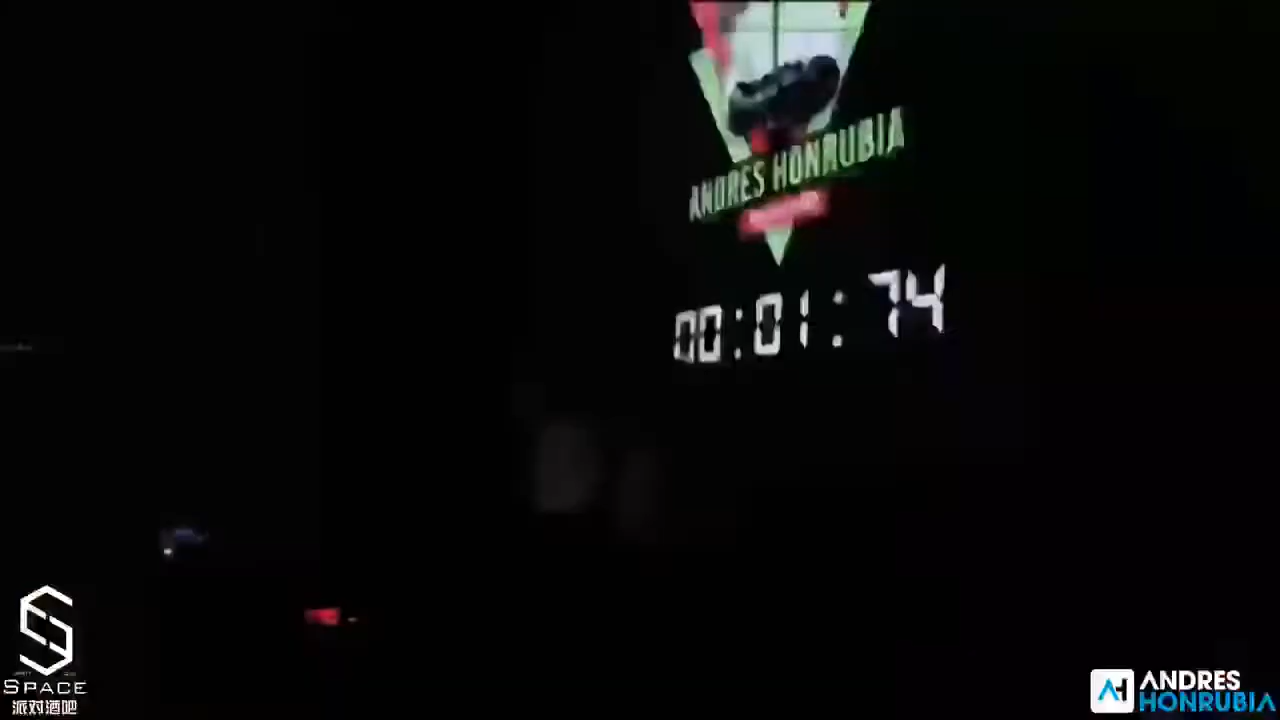 ANDRES HONRUBIA
00:01:74
SPACE
派对酒吧
ANDRES
HONRUBIA